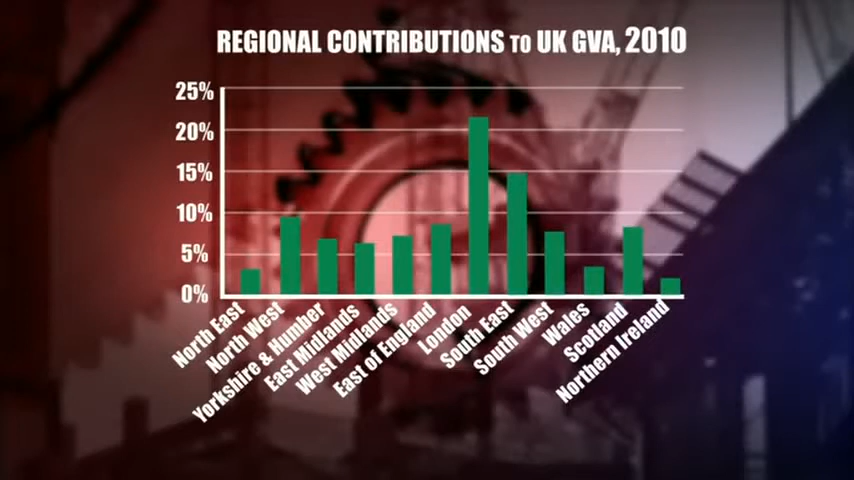 REGIONAL CONTRIBUTIONS TO UK GVA, 2010
25%
20%
15%
10%
5%
0%
North East
North West
Yorkshire & Humber
East Midlands
West Midlands
East of England
London
South East
South West
Wales
Scotland
Northern Ireland